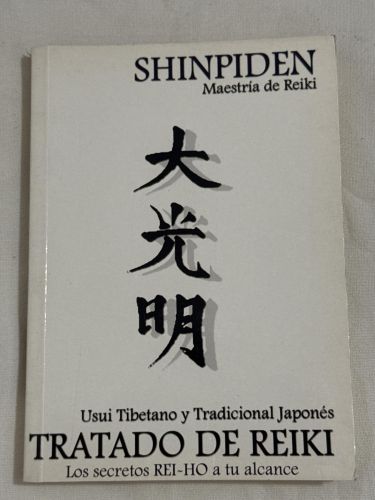 SHINPIDEN
Maestría de Reiki
大
光
明
Usui Tibetano y Tradicional Japonés
TRATADO DE REIKI
Los secretos REI-HO a tu alcance